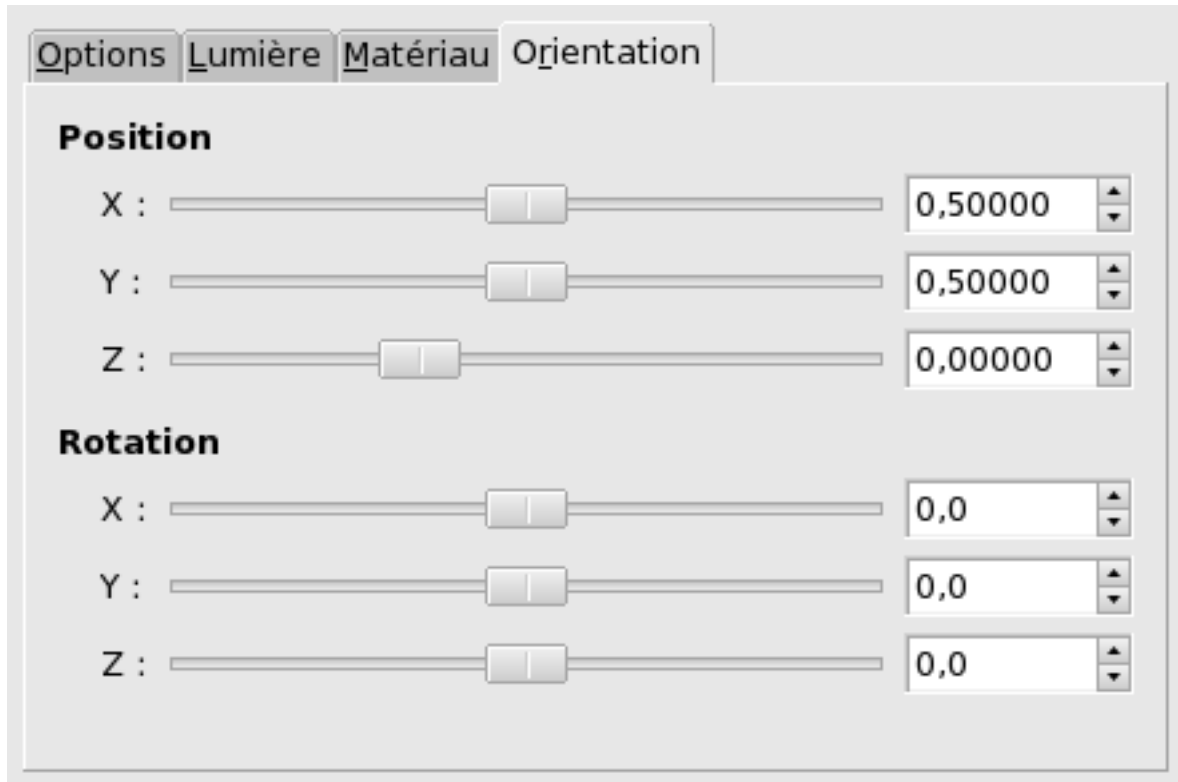 Options Lumière Matériau Orientation
Position
X : 0,50000
Y : 0,50000
Z : 0,00000
Rotation
X : 0,0
Y : 0,0
Z : 0,0